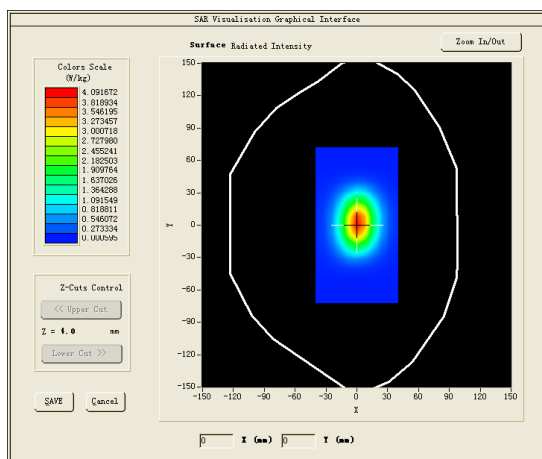 SAR Visualisation Graphical Interface
Surface Radiated Intensity
Zoom In/Out
Colors Scale
(W/kg)
4.091672
3.818934
3.546195
3.273457
3.000718
2.727980
2.455241
2.182503
1.909764
1.637026
1.364288
1.091549
0.818811
0.546072
0.273334
0.000595
150
120
90
60
30
0
-30
-60
-90
-120
-150
Y
-150 -120 -90 -60 -30 0 30 60 90 120 150
X
Z-Cuts Control
<< Upper Cut
Z = 4.0 mm
Lower Cut >>
SAVE Cancel
0 X (mm) 0 Y (mm)